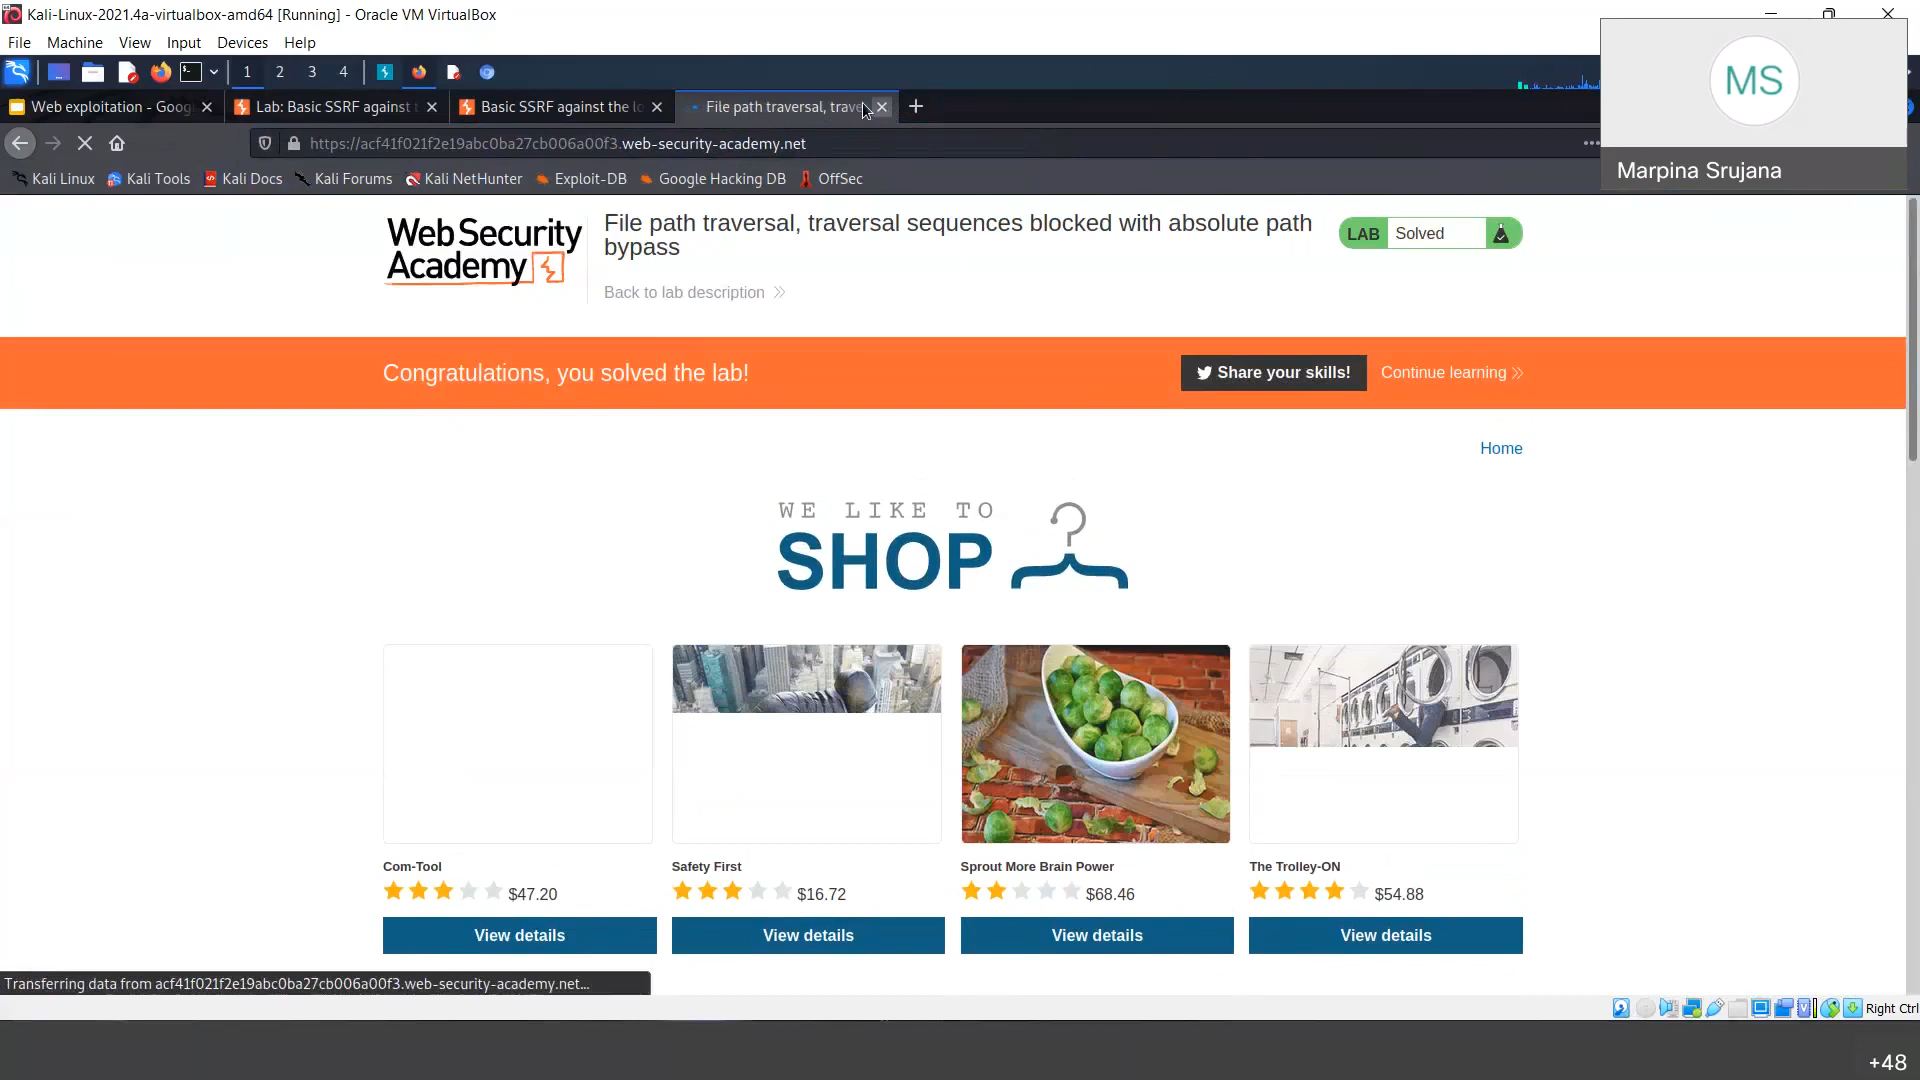 Kali-Linux-2021.4a-virtualbox-amd64 [Running] - Oracle VM VirtualBox
File Machine View Input Devices Help
1 2 3 4
Web exploitation - Goog
Lab: Basic SSRF against t
Basic SSRF against the lo
File path traversal, trave
https://acf41f021f2e19abc0ba27cb006a00f3.web-security-academy.net
Kali Linux Kali Tools Kali Docs Kali Forums Kali NetHunter Exploit-DB Google Hacking DB OffSec
MS
Marpina Srujana
Web Security
Academy
File path traversal, traversal sequences blocked with absolute path
bypass
LAB Solved
Back to lab description
Congratulations, you solved the lab!
Share your skills!
Continue learning
Home
WE LIKE TO
SHOP
Com-Tool
$47.20
View details
Safety First
$16.72
View details
Sprout More Brain Power
$68.46
View details
The Trolley-ON
$54.88
View details
Transferring data from acf41f021f2e19abc0ba27cb006a00f3.web-security-academy.net...
Right Ctrl
+48